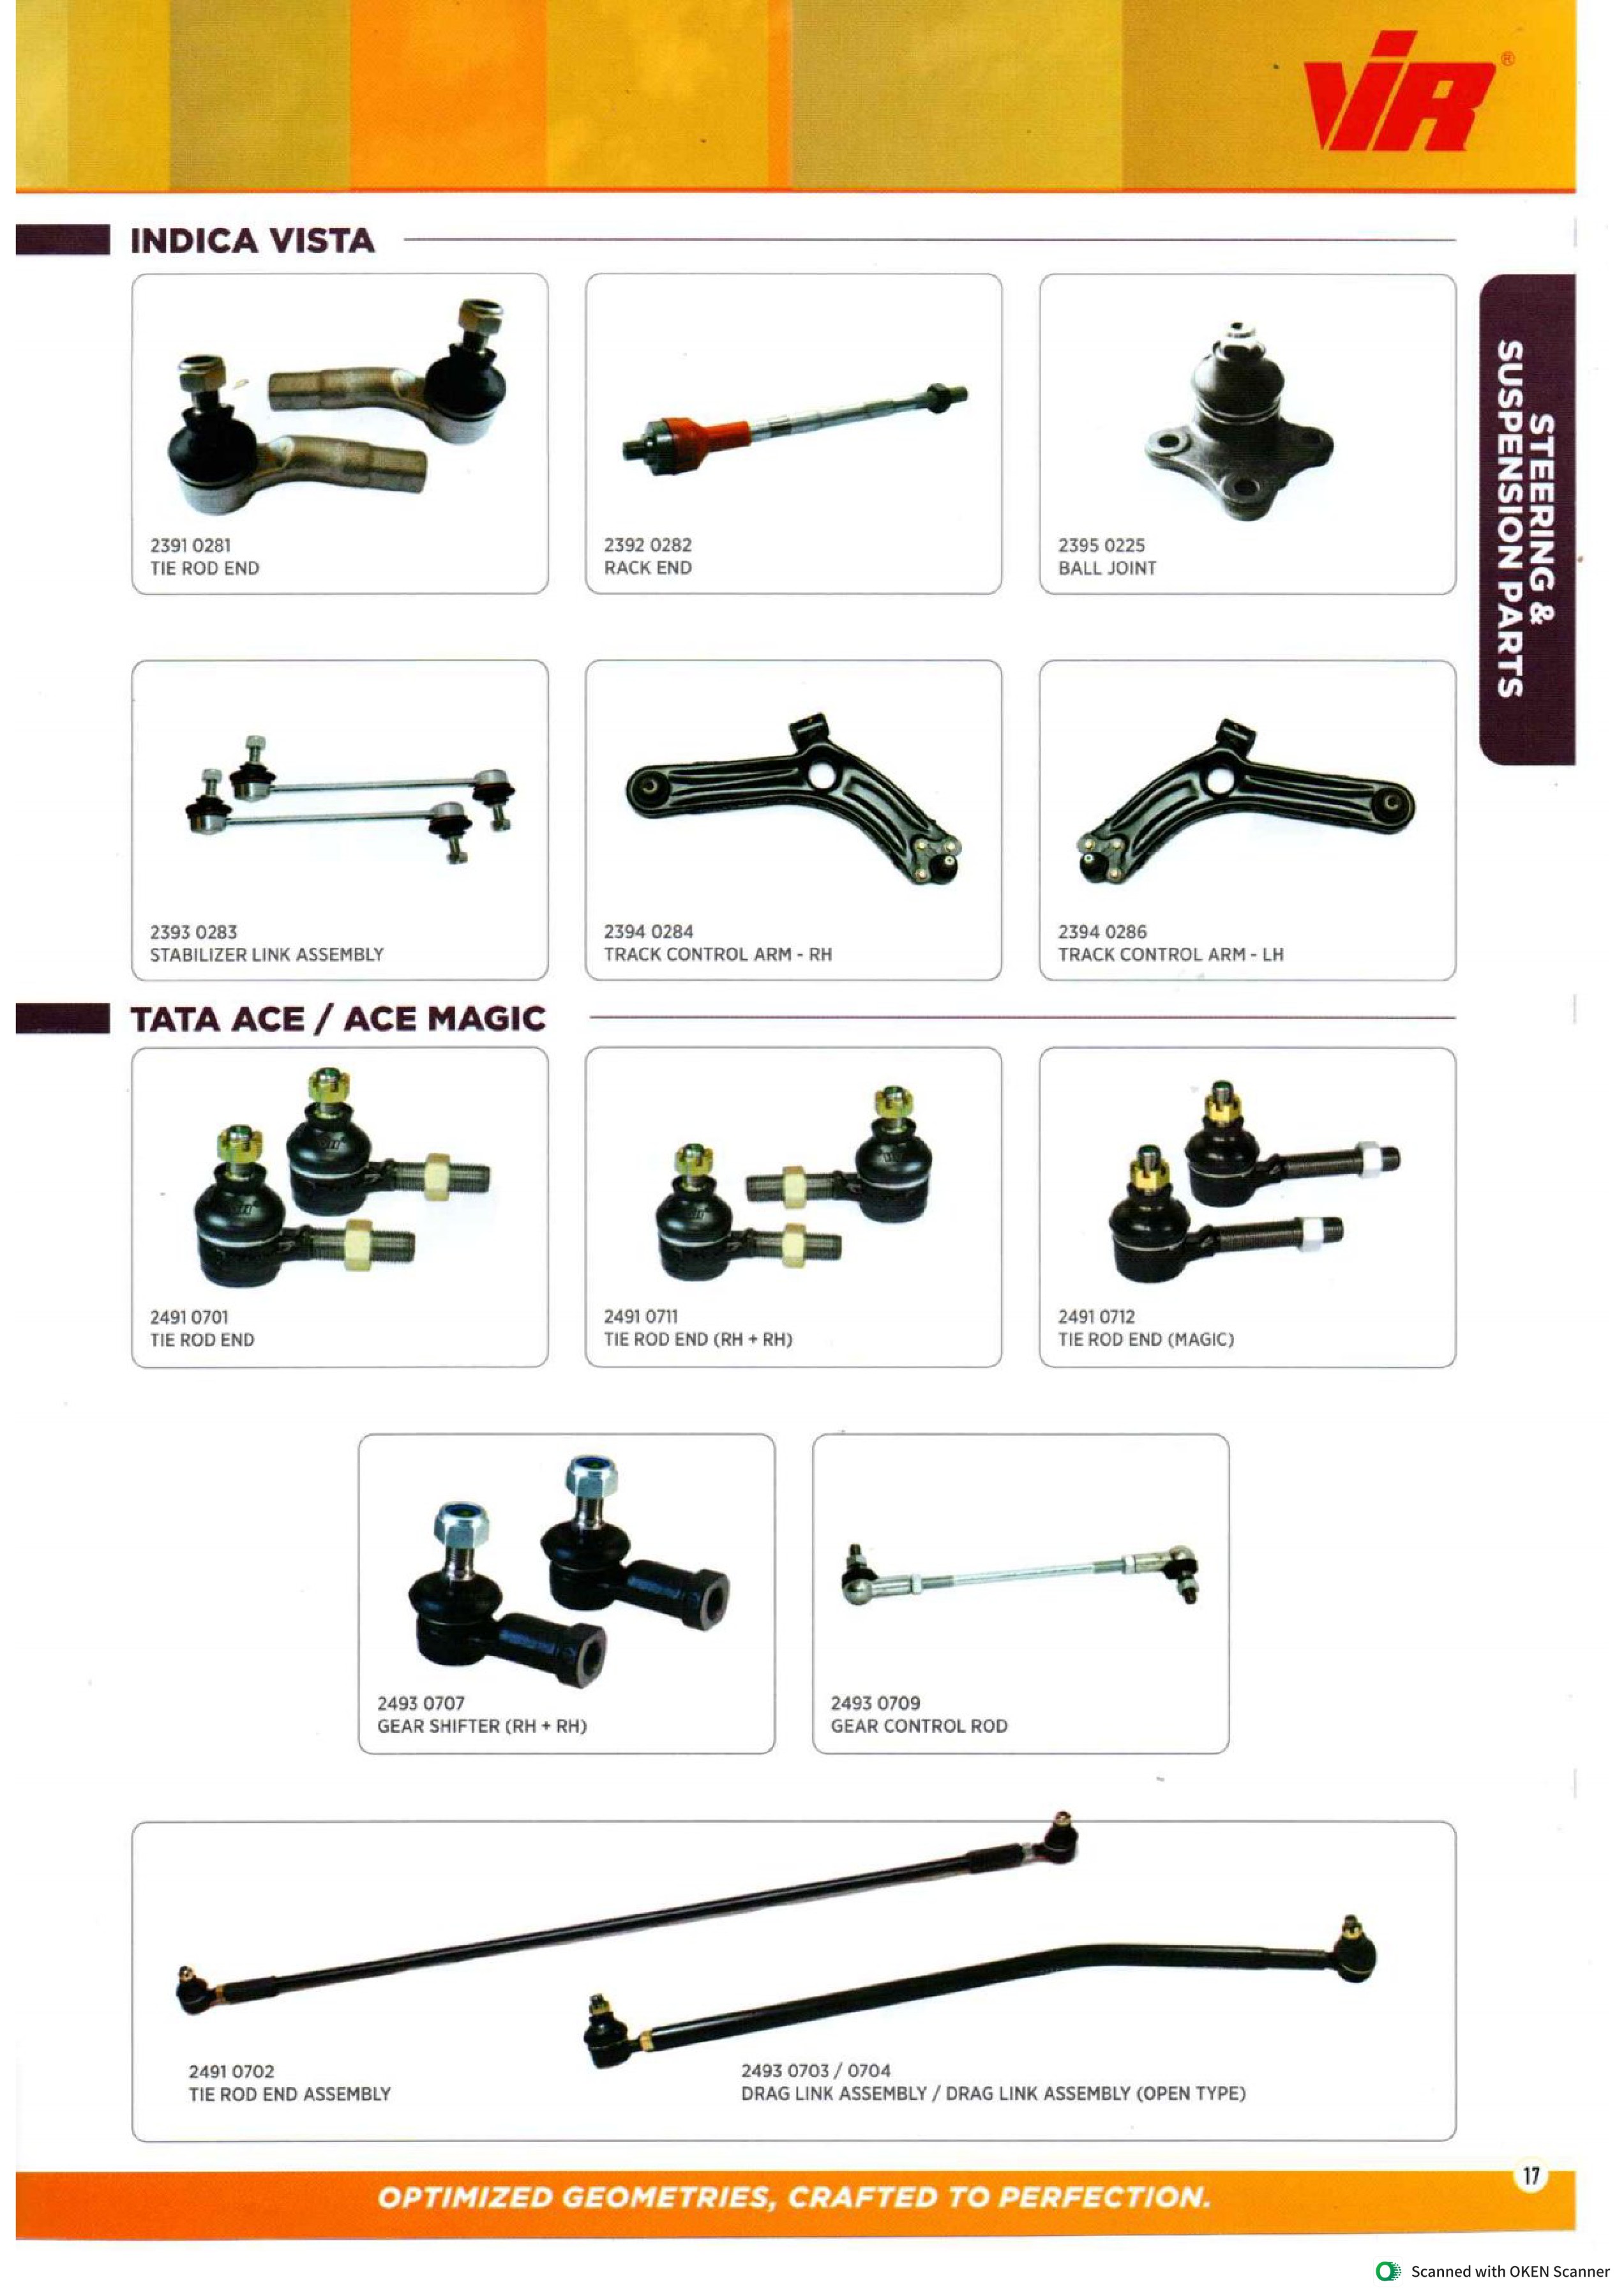 ViR®
INDICA VISTA
2391 0281
TIE ROD END
2392 0282
RACK END
2395 0225
BALL JOINT
STEERING &
SUSPENSION PARTS
2393 0283
STABILIZER LINK ASSEMBLY
2394 0284
TRACK CONTROL ARM - RH
2394 0286
TRACK CONTROL ARM - LH
TATA ACE / ACE MAGIC
2491 0701
TIE ROD END
2491 0711
TIE ROD END (RH + RH)
2491 0712
TIE ROD END (MAGIC)
2493 0707
GEAR SHIFTER (RH + RH)
2493 0709
GEAR CONTROL ROD
2491 0702
TIE ROD END ASSEMBLY
2493 0703 / 0704
DRAG LINK ASSEMBLY / DRAG LINK ASSEMBLY (OPEN TYPE)
17
OPTIMIZED GEOMETRIES, CRAFTED TO PERFECTION.
Scanned with OKEN Scanner